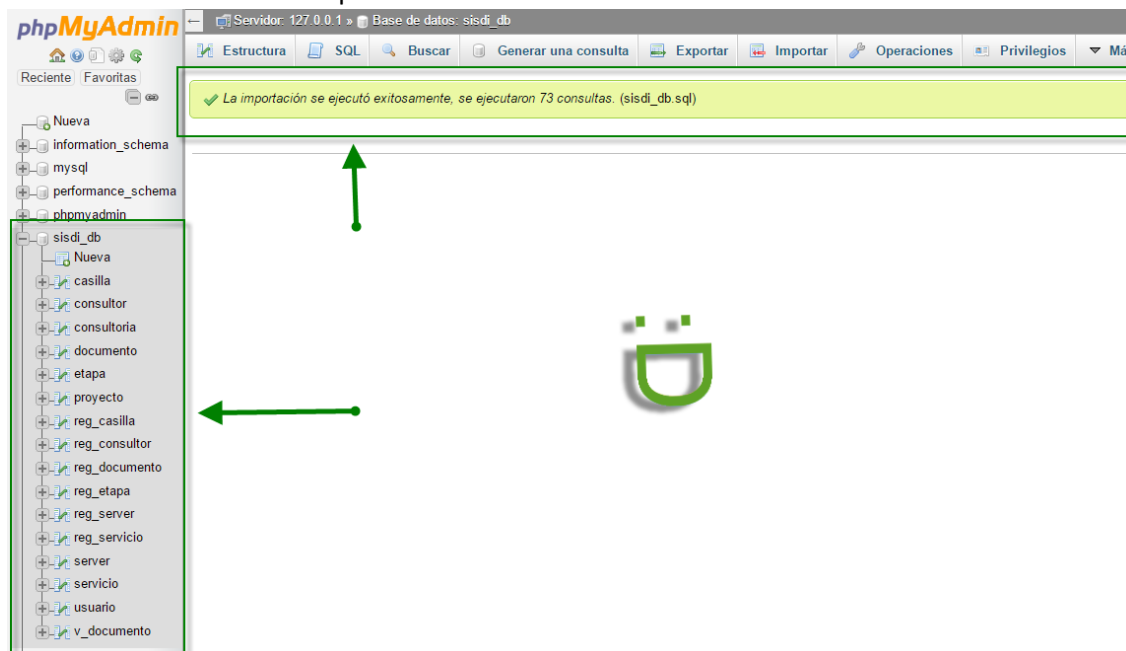 phpMyAdmin
Reciente Favoritas
Nueva
information_schema
mysql
performance_schema
phpmyadmin
sisdi_db
Nueva
casilla
consultor
consultoria
documento
etapa
proyecto
reg_casilla
reg_consultor
reg_documento
reg_etapa
reg_server
reg_servicio
server
servicio
usuario
v_documento
Servidor: 127.0.0.1 » Base de datos: sisdi_db
Estructura SQL Buscar Generar una consulta Exportar Importar Operaciones Privilegios Má
La importación se ejecutó exitosamente, se ejecutaron 73 consultas. (sisdi_db.sql)